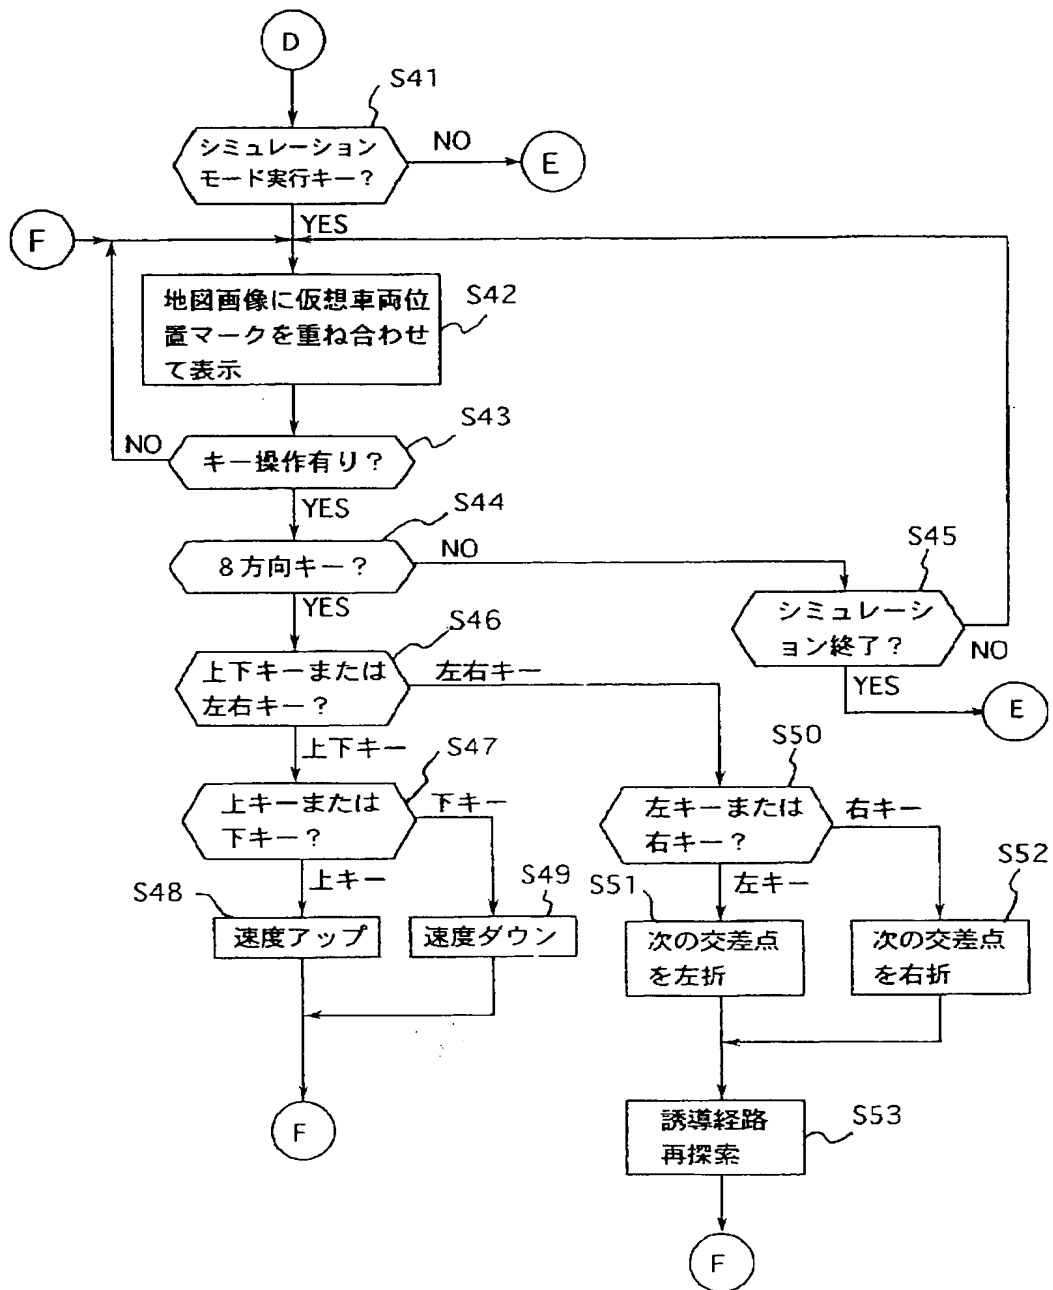 D
S41
シミュレーション
モード実行キー？
NO
E
YES
F
地図画像に仮想車両位
置マークを重ね合わせ
て表示
S42
S43
NO
キー操作有り？
YES
S44
8方向キー？
NO
S45
シミュレーシ
ョン終了？
NO
YES
E
YES
S46
上下キーまたは
左右キー？
左右キー
上下キー
S47
上キーまたは
下キー？
下キー
上キー
S48
速度アップ
S49
速度ダウン
F
S50
左キーまたは
右キー？
右キー
左キー
S51
次の交差点
を左折
S52
次の交差点
を右折
誘導経路
再探索
S53
F